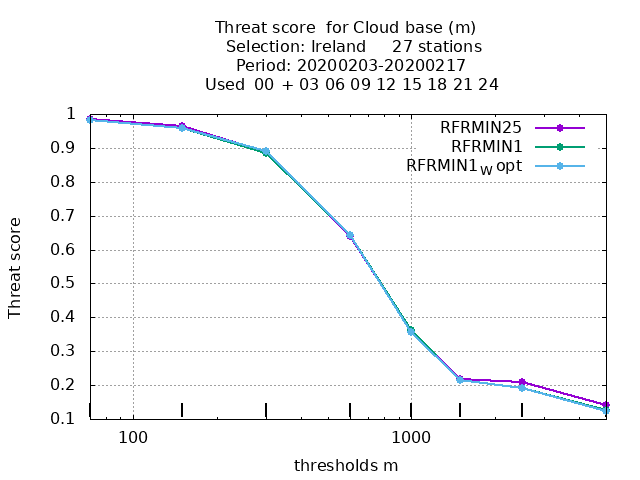 Threat score  for Cloud base (m)
Selection: Ireland     27 stations
Period: 20200203-20200217
Used 00 + 03 06 09 12 15 18 21 24
1
0.9
0.8
0.7
0.6
0.5
0.4
0.3
0.2
0.1
Threat score
RFRMIN25
RFRMIN1
RFRMIN1_W opt
100
1000
thresholds m